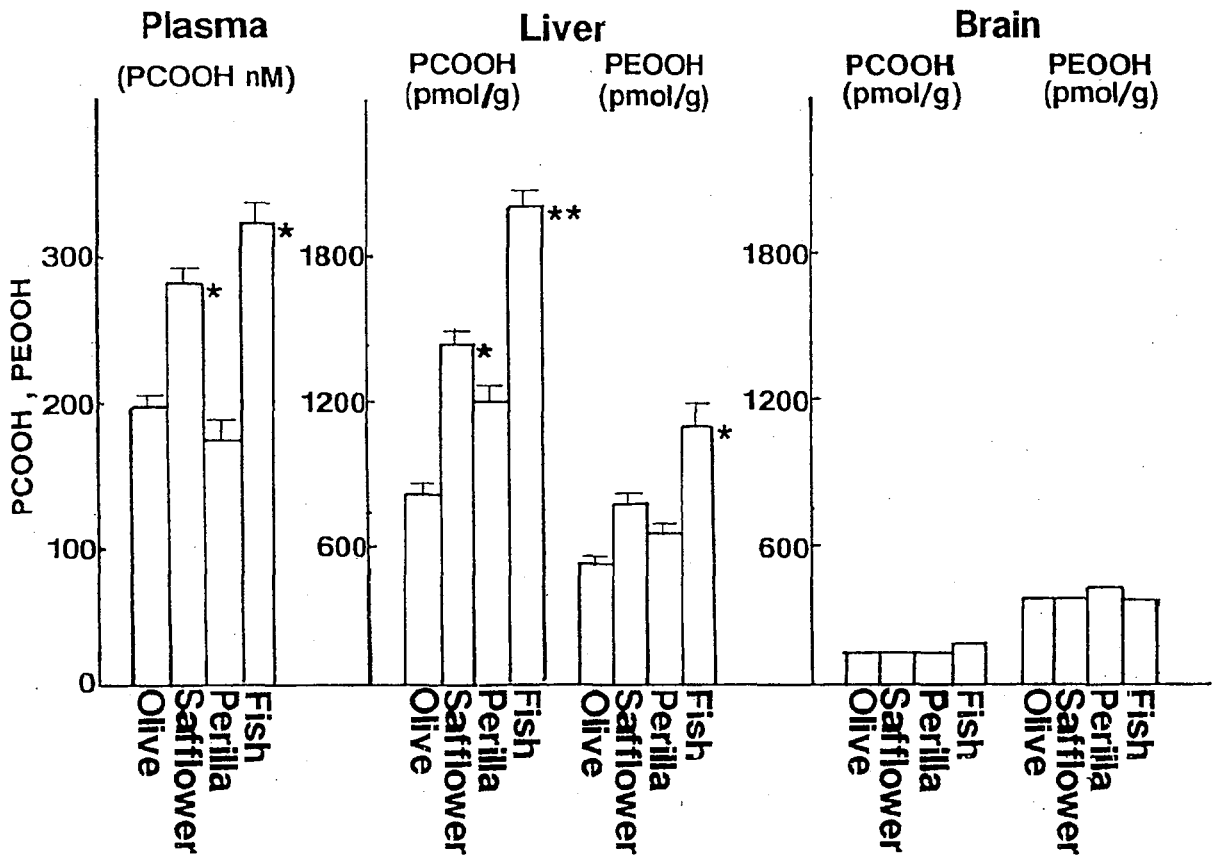 Plasma
(PCOOH nM)
Liver
PCOOH
(pmol/g)
PEOOH
(pmol/g)
Brain
PCOOH
(pmol/g)
PEOOH
(pmol/g)
PCOOH , PEOOH
300
200
100
0
*
*
Olive
Safflower
Perilla
Fish
1800
1200
600
*
**
*
Olive
Safflower
Perilla
Fish
Olive
Safflower
Perilla
Fish
1800
1200
600
Olive
Safflower
Perilla
Fish
Olive
Safflower
Perilla
Fish